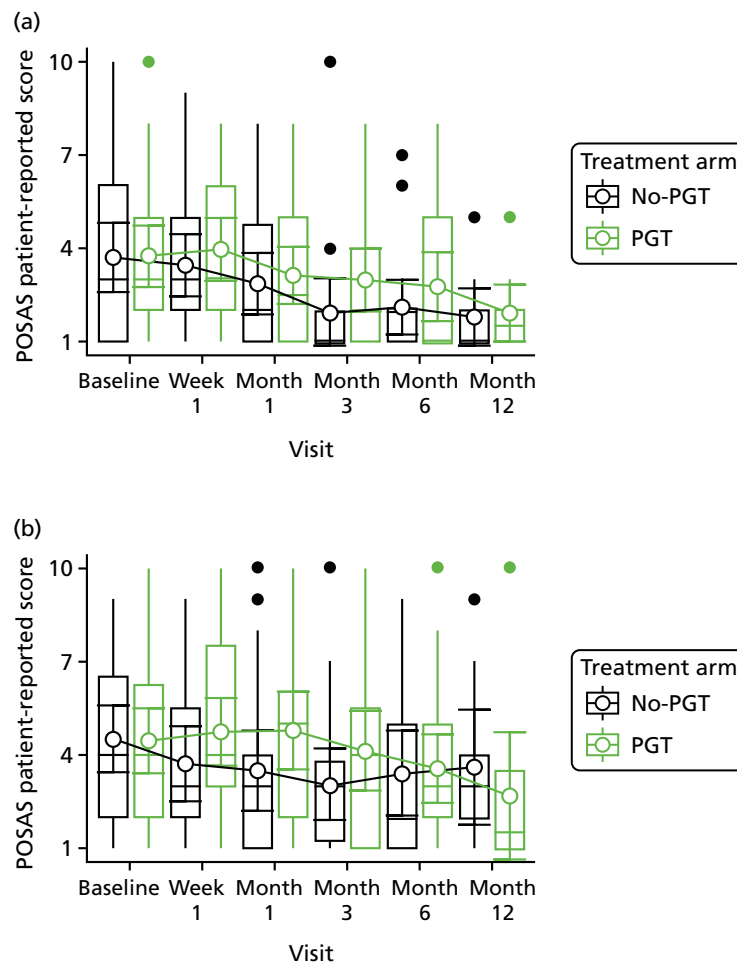 (a)
POSAS patient-reported score
10
7
4
1
Baseline Week 1 Month 1 Month 3 Month 6 Month 12
Visit
Treatment arm
No-PGT
PGT
(b)
POSAS patient-reported score
10
7
4
1
Baseline Week 1 Month 1 Month 3 Month 6 Month 12
Visit
Treatment arm
No-PGT
PGT